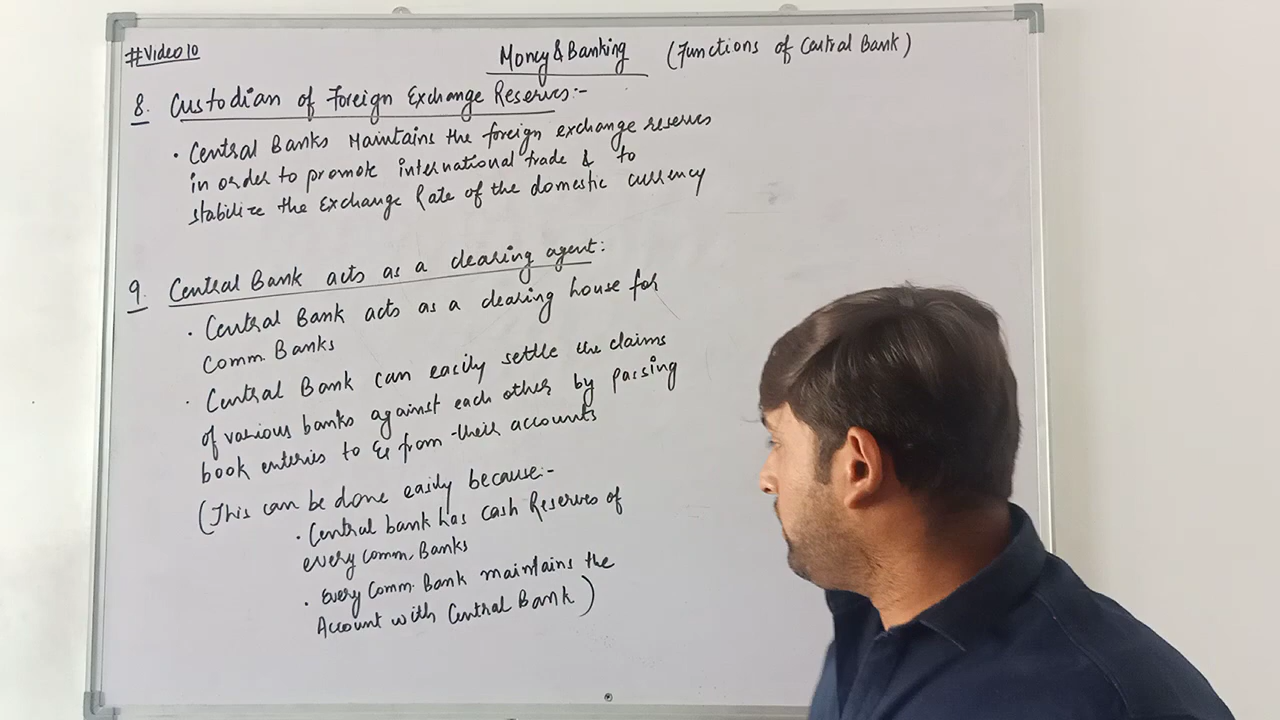 #Video 10
Money & Banking (Functions of Central Bank)
8. Custodian of Foreign Exchange Reserves:-
· Central Banks Maintains the foreign exchange reserves
in order to promote international trade & to
stabilize the Exchange Rate of the domestic currency
9. Central Bank acts as a clearing agent:
· Central Bank acts as a clearing house for
Comm. Banks
· Central Bank can easily settle the claims
of various banks against each other by passing
book enteries to & from their accounts
(This can be done easily because:-
· Central bank has cash Reserves of
every comm. Banks
· Every Comm. Bank maintains the
Account with Central Bank)